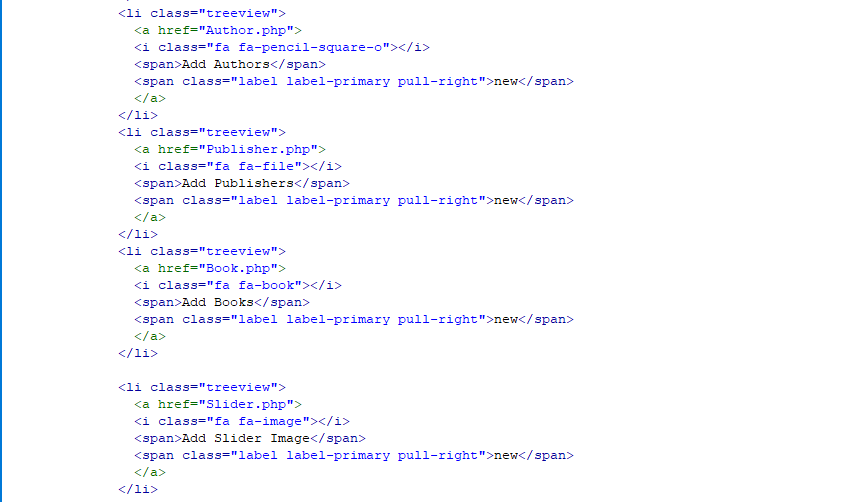 <li class="treeview">
<a href="Author.php">
<i class="fa fa-pencil-square-o"></i>
<span>Add Authors</span>
<span class="label label-primary pull-right">new</span>
</a>
</li>
<li class="treeview">
<a href="Publisher.php">
<i class="fa fa-file"></i>
<span>Add Publishers</span>
<span class="label label-primary pull-right">new</span>
</a>
</li>
<li class="treeview">
<a href="Book.php">
<i class="fa fa-book"></i>
<span>Add Books</span>
<span class="label label-primary pull-right">new</span>
</a>
</li>
<li class="treeview">
<a href="Slider.php">
<i class="fa fa-image"></i>
<span>Add Slider Image</span>
<span class="label label-primary pull-right">new</span>
</a>
</li>